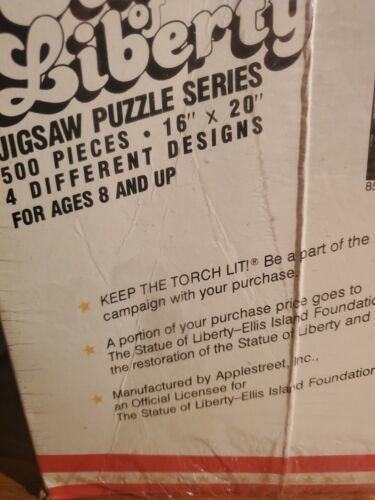 of
Liberty
JIGSAW PUZZLE SERIES
500 PIECES • 16" x 20"
4 DIFFERENT DESIGNS
FOR AGES 8 AND UP
KEEP THE TORCH LIT!® Be a part of the
campaign with your purchase.
A portion of your purchase price goes to
The Statue of Liberty–Ellis Island Foundatio
the restoration of the Statue of Liberty and
Manufactured by Applestreet, Inc.,
an Official Licensee for
The Statue of Liberty–Ellis Island Foundation